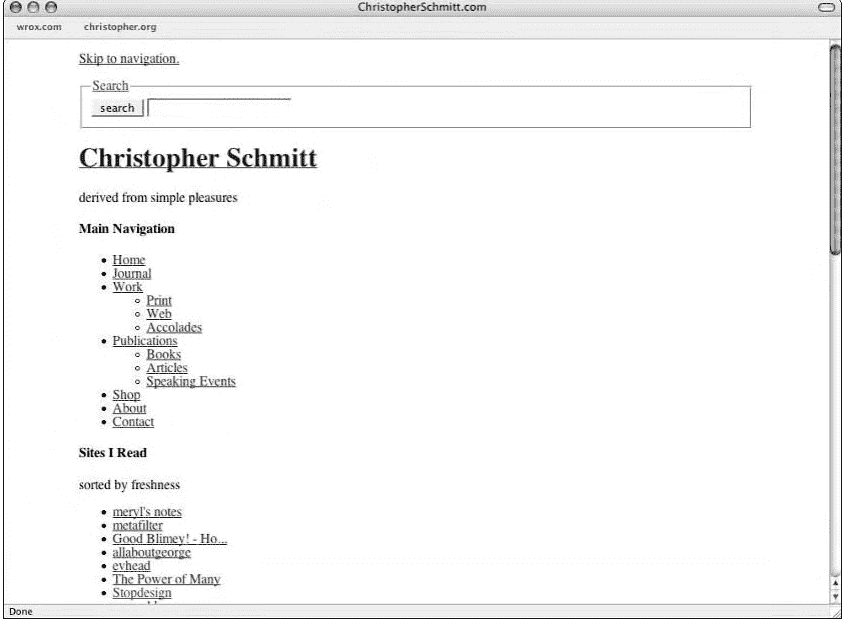 ChristopherSchmitt.com
wrox.com christopher.org
Skip to navigation.
Search
search
Christopher Schmitt
derived from simple pleasures
Main Navigation
Home
Journal
Work
Print
Web
Accolades
Publications
Books
Articles
Speaking Events
Shop
About
Contact
Sites I Read
sorted by freshness
meryl's notes
metafilter
Good Blimey! - Ho...
allaboutgeorge
evhead
The Power of Many
Stopdesign
Done